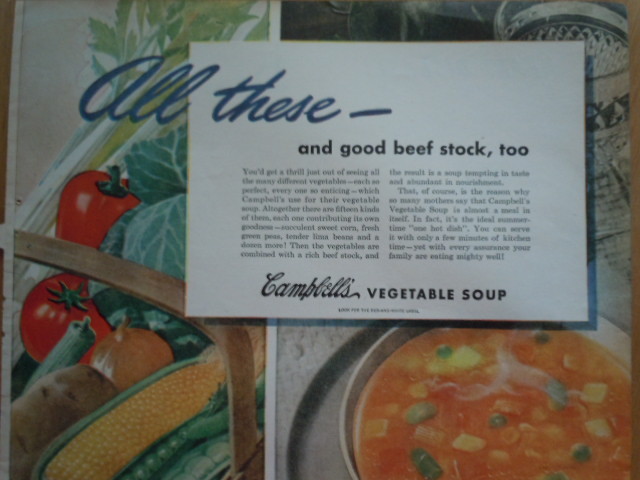 All these—
and good beef stock, too
You'd get a thrill just out of seeing all
the many different vegetables—each so
perfect, every one so enticing—which
Campbell's use for their vegetable
soup. Altogether there are fifteen kinds
of them, each one contributing its own
goodness—succulent sweet corn, fresh
green peas, tender lima beans and a
dozen more! Then the vegetables are
combined with a rich beef stock, and
the result is a soup tempting in taste
and abundant in nourishment.
That, of course, is the reason why
so many mothers say that Campbell's
Vegetable Soup is almost a meal in
itself. In fact, it's the ideal summer-
time "one hot dish". You can serve
it with only a few minutes of kitchen
time—yet with every assurance your
family are eating mighty well!
Campbell's VEGETABLE SOUP
LOOK FOR THE RED-AND-WHITE LABEL